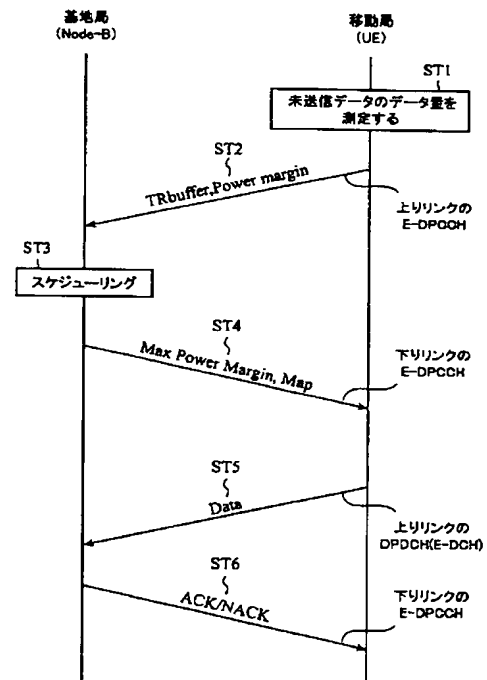 基地局
(Node-B)
移動局
(UE)
ST1
未送信データのデータ量を
測定する
ST2
TRbuffer,Power margin
上りリンクの
E-DPCCH
ST3
スケジューリング
ST4
Max Power Margin, Map
下りリンクの
E-DPCCH
ST5
Data
上りリンクの
DPDCH(E-DCH)
ST6
ACK/NACK
下りリンクの
E-DPCCH